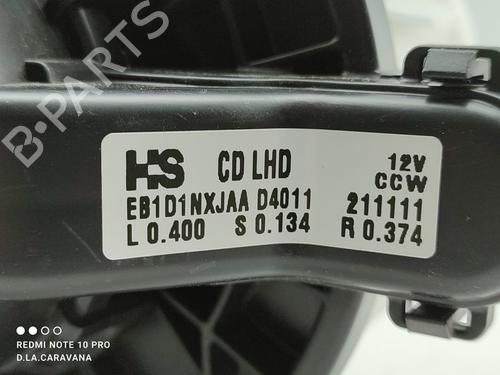 B-PARTS
HS CD LHD 12V
CCW
EB1D1NXJAA D4011 211111
L 0.400 S 0.134 R 0.374
REDMI NOTE 10 PRO
D.LA.CARAVANA